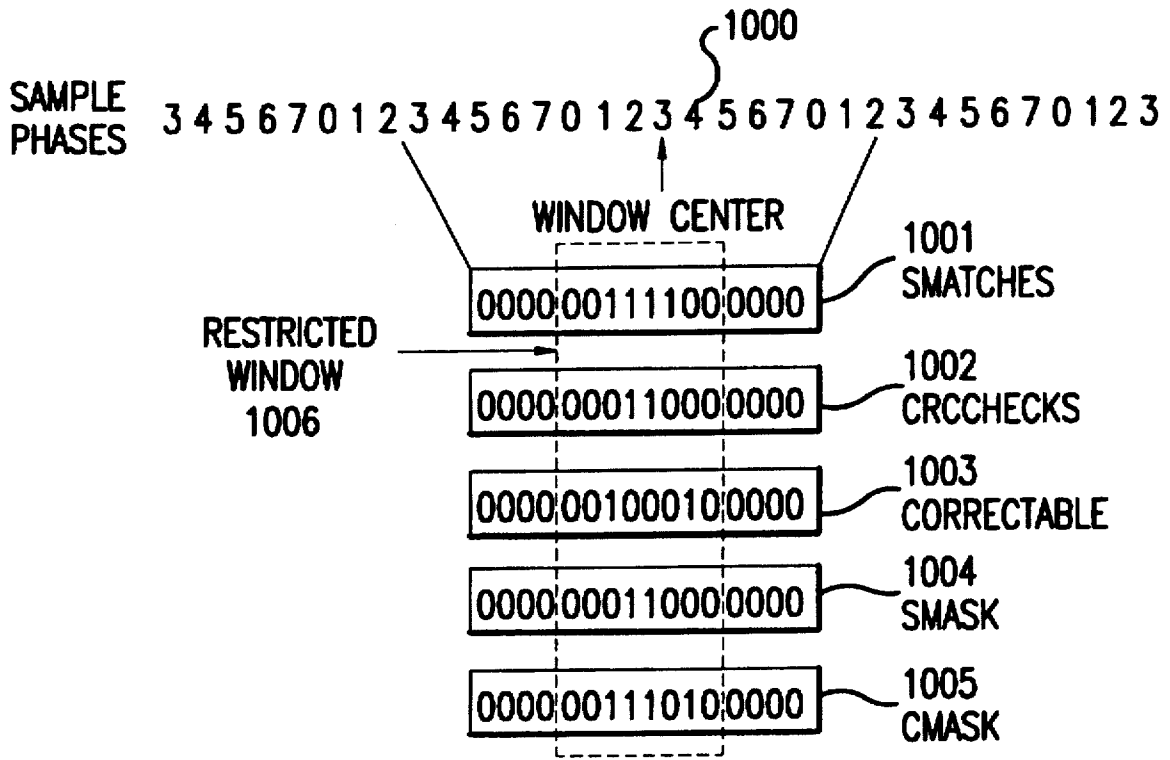 1000
SAMPLE
PHASES
3 4 5 6 7 0 1 2 3 4 5 6 7 0 1 2 3 4 5 6 7 0 1 2 3 4 5 6 7 0 1 2 3
WINDOW CENTER
0000 00111100 0000
1001
SMATCHES
RESTRICTED
WINDOW
1006
0000 00011000 0000
1002
CRCCHECKS
0000 00100010 0000
1003
CORRECTABLE
0000 00011000 0000
1004
SMASK
0000 00111010 0000
1005
CMASK